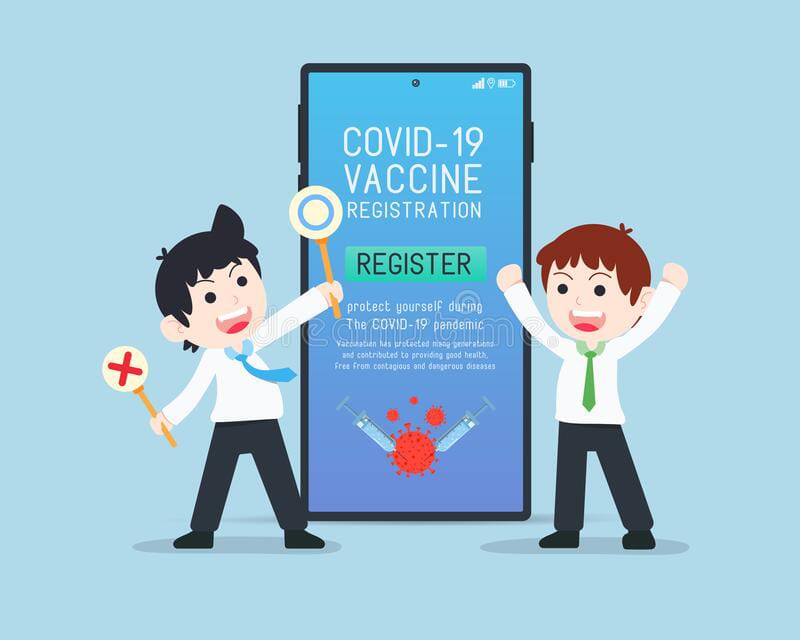 COVID-19
VACCINE
REGISTRATION
REGISTER
protect yourself during
The COVID-19 pandemic
Vaccination has protected many generations
and contributed to providing good health,
free from contagious and dangerous diseases
dreamstime